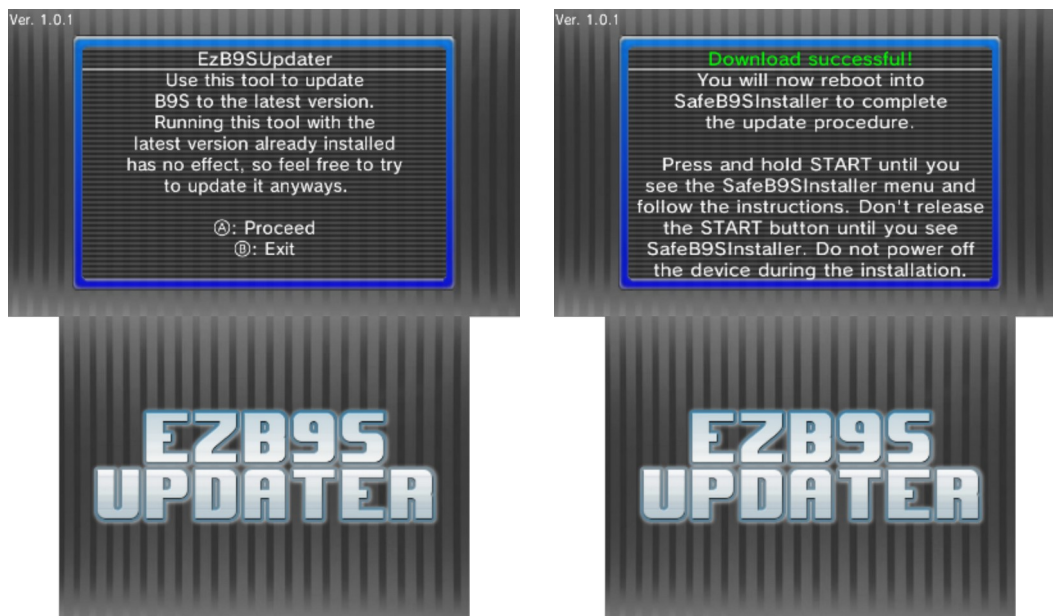 Ver. 1.0.1
EzB9SUpdater
Use this tool to update
B9S to the latest version.
Running this tool with the
latest version already installed
has no effect, so feel free to try
to update it anyways.
Ⓐ: Proceed
Ⓑ: Exit
EZB9S
UPDATER
Ver. 1.0.1
Download successful!
You will now reboot into
SafeB9SInstaller to complete
the update procedure.
Press and hold START until you
see the SafeB9SInstaller menu and
follow the instructions. Don't release
the START button until you see
SafeB9SInstaller. Do not power off
the device during the installation.
EZB9S
UPDATER